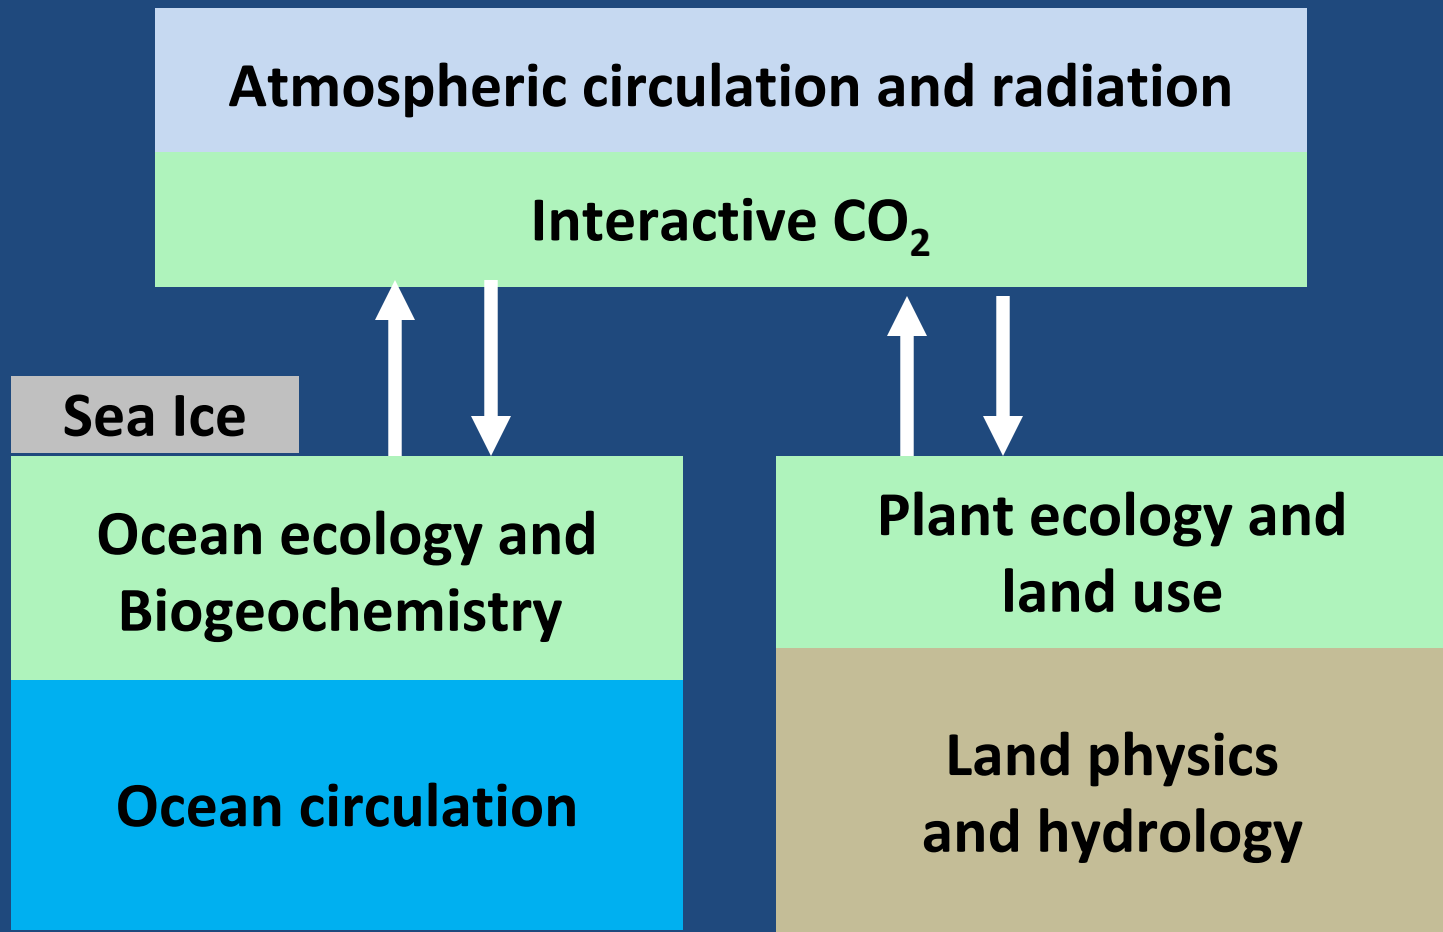 Atmospheric circulation and radiation
Interactive CO₂
Sea Ice
Ocean ecology and
Biogeochemistry
Ocean circulation
Plant ecology and
land use
Land physics
and hydrology